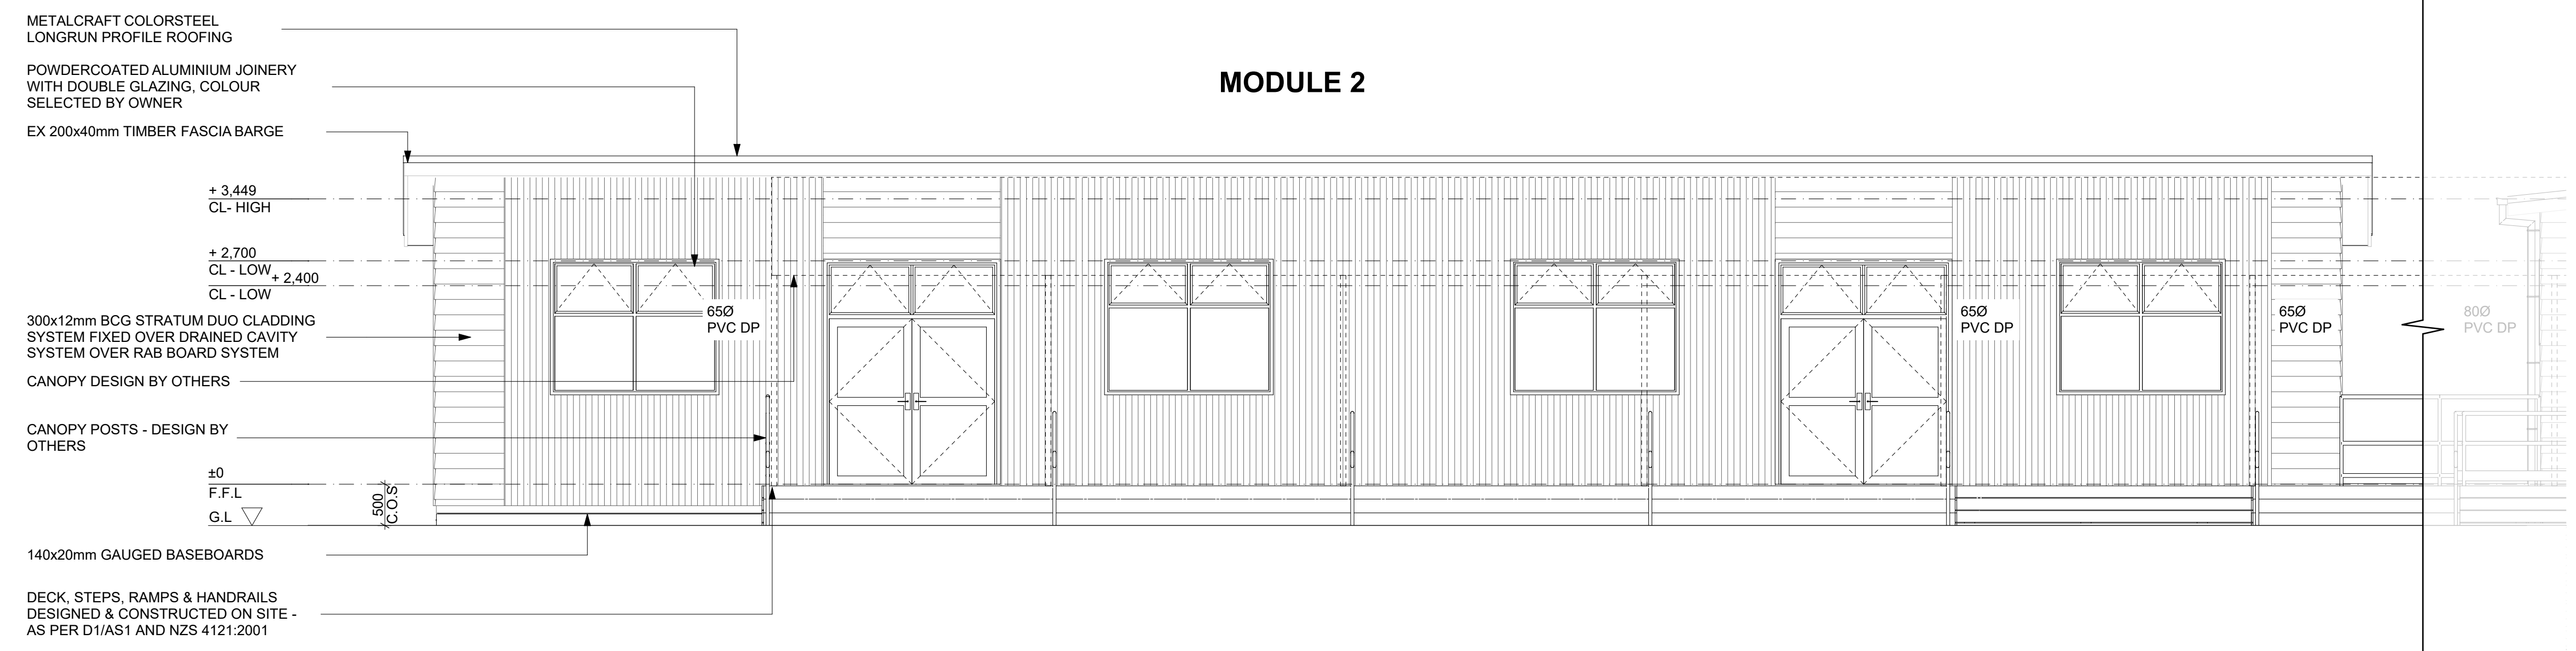 METALCRAFT COLORSTEEL
LONGRUN PROFILE ROOFING
POWDERCOATED ALUMINIUM JOINERY
WITH DOUBLE GLAZING, COLOUR
SELECTED BY OWNER
MODULE 2
EX 200x40mm TIMBER FASCIA BARGE
+ 3,449
CL- HIGH
+ 2,700
CL - LOW
+ 2,400
CL - LOW
300x12mm BCG STRATUM DUO CLADDING
SYSTEM FIXED OVER DRAINED CAVITY
SYSTEM OVER RAB BOARD SYSTEM
65Ø
PVC DP
65Ø
PVC DP
65Ø
PVC DP
80Ø
PVC DP
CANOPY DESIGN BY OTHERS
CANOPY POSTS - DESIGN BY
OTHERS
±0
F.F.L
G.L
500
C.O.S
140x20mm GAUGED BASEBOARDS
DECK, STEPS, RAMPS & HANDRAILS
DESIGNED & CONSTRUCTED ON SITE -
AS PER D1/AS1 AND NZS 4121:2001